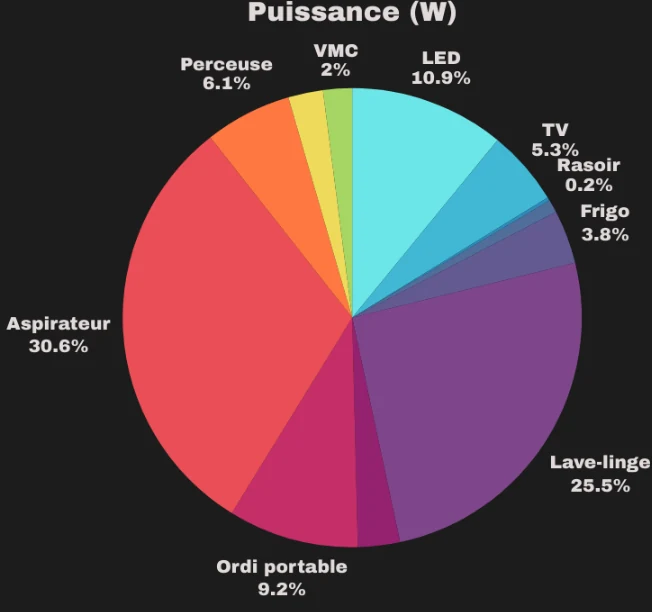 Puissance (W)
VMC
2%
LED
10.9%
Perceuse
6.1%
TV
5.3%
Rasoir
0.2%
Frigo
3.8%
Aspirateur
30.6%
Lave-linge
25.5%
Ordi portable
9.2%